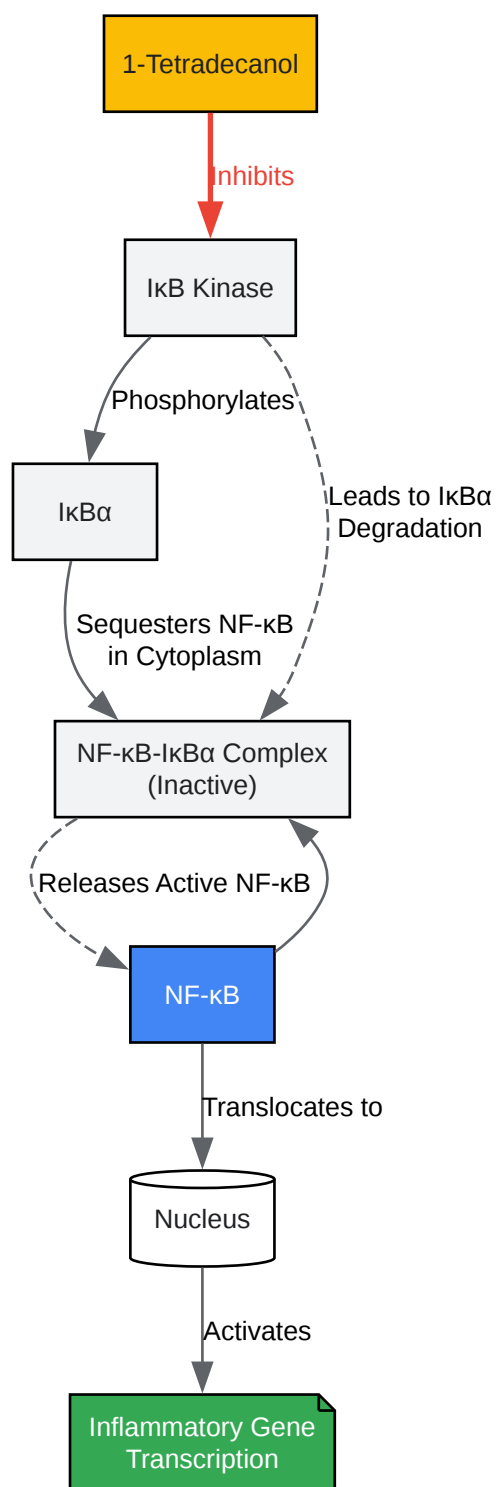 1-Tetradecanol
Inhibits
IκB Kinase
Phosphorylates
Leads to IκBα
Degradation
IκBα
Sequesters NF-κB
in Cytoplasm
NF-κB-IκBα Complex
(Inactive)
Releases Active NF-κB
NF-κB
Translocates to
Nucleus
Activates
Inflammatory Gene
Transcription